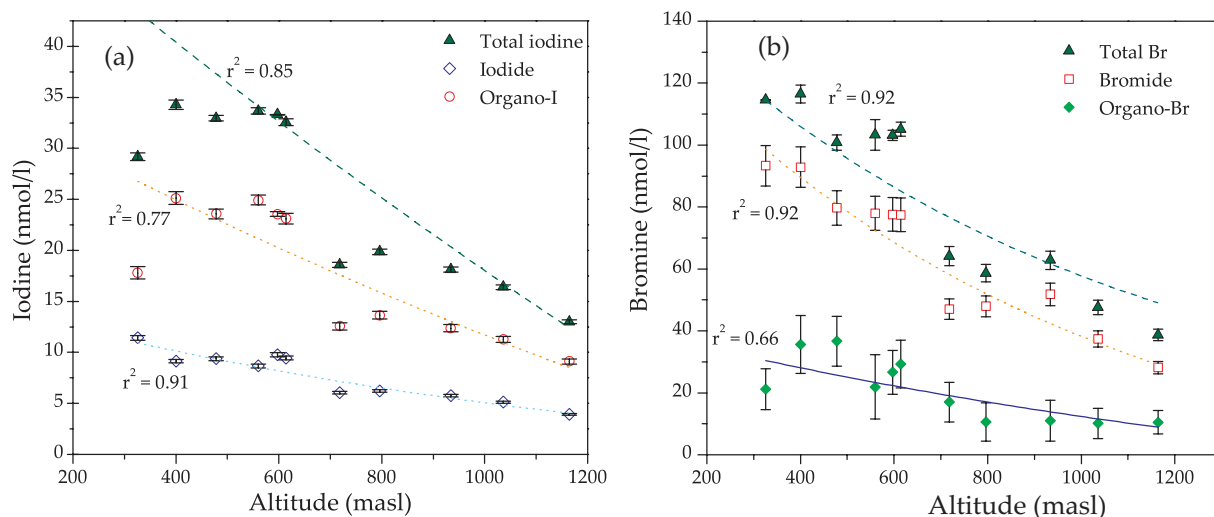 (a)
Total iodine
Iodide
Organo-I
r² = 0.85
r² = 0.77
r² = 0.91
Iodine (nmol/l)
40
35
30
25
20
15
10
5
0
200
400
600
800
1000
1200
Altitude (masl)
(b)
Total Br
Bromide
Organo-Br
r² = 0.92
r² = 0.92
r² = 0.66
Bromine (nmol/l)
140
120
100
80
60
40
20
0
200
400
600
800
1000
1200
Altitude (masl)